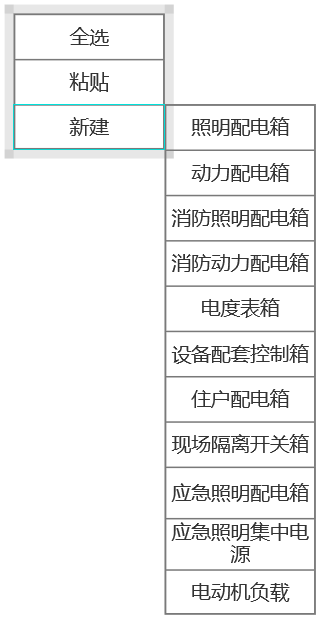 全选
粘贴
新建
照明配电箱
动力配电箱
消防照明配电箱
消防动力配电箱
电度表箱
设备配套控制箱
住户配电箱
现场隔离开关箱
应急照明配电箱
应急照明集中电
源
电动机负载